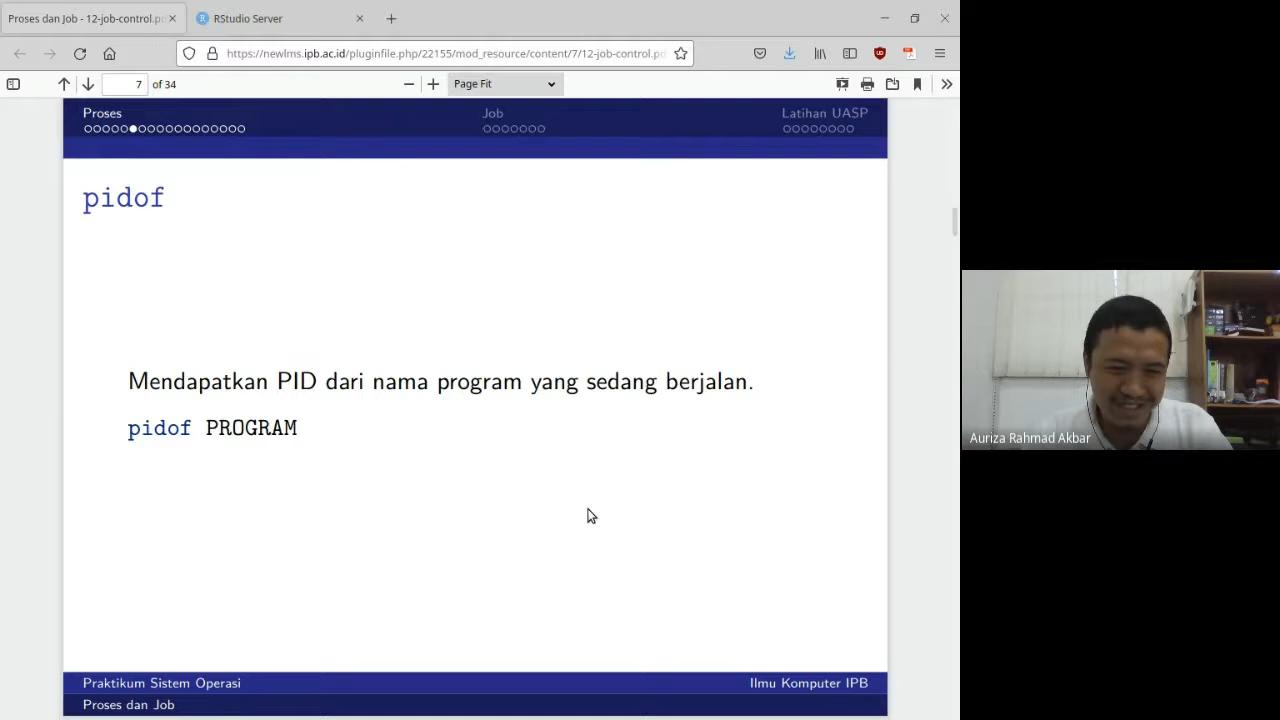 Proses dan Job - 12-job-control.pd
RStudio Server
https://newlms.ipb.ac.id/pluginfile.php/22155/mod_resource/content/7/12-job-control.pd
7 of 34
Page Fit
Proses
Job
Latihan UASP
pidof
Mendapatkan PID dari nama program yang sedang berjalan.
pidof PROGRAM
Auriza Rahmad Akbar
Praktikum Sistem Operasi
Ilmu Komputer IPB
Proses dan Job